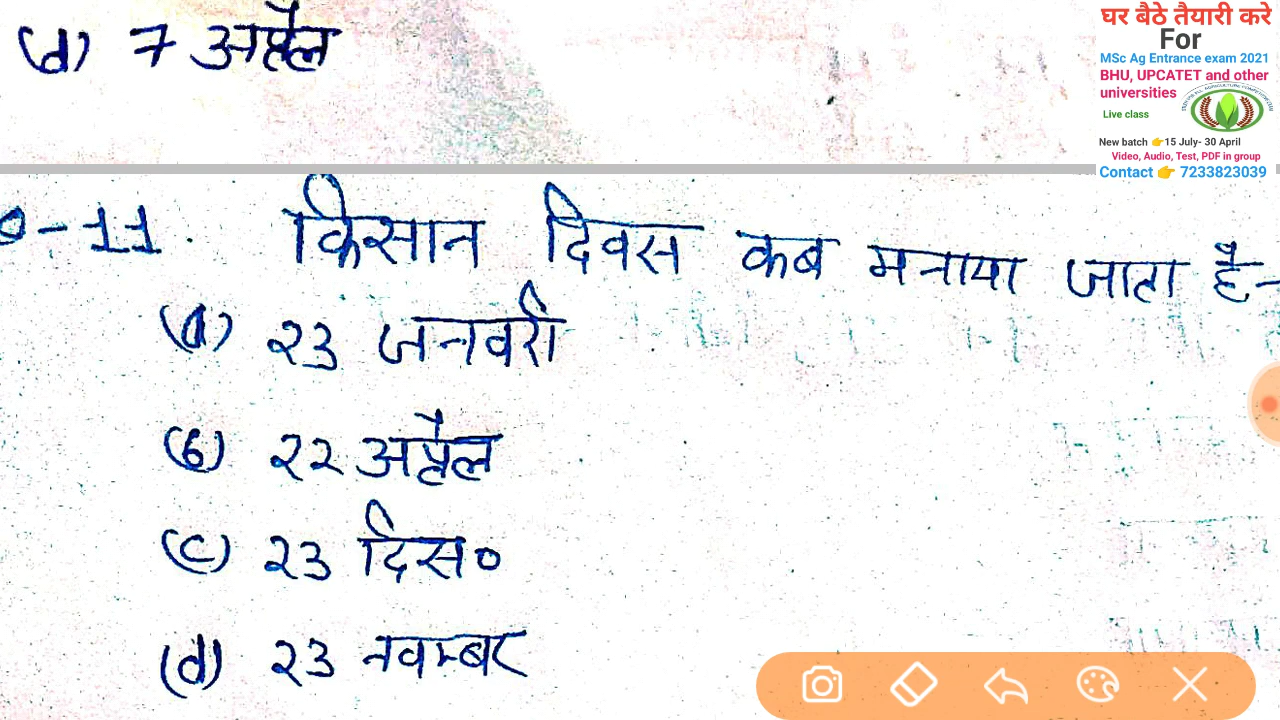 (d) 7 अप्रैल
घर बैठे तैयारी करे
For
MSc Ag Entrance exam 2021
BHU, UPCATET and other
universities
Live class
New batch 👉15 July- 30 April
Video, Audio, Test, PDF in group
Contact 👉 7233823039
-11. किसान दिवस कब मनाया जाता है-
(a) 23 जनवरी
(b) 22 अप्रैल
(c) 23 दिस०
(d) 23 नवम्बर